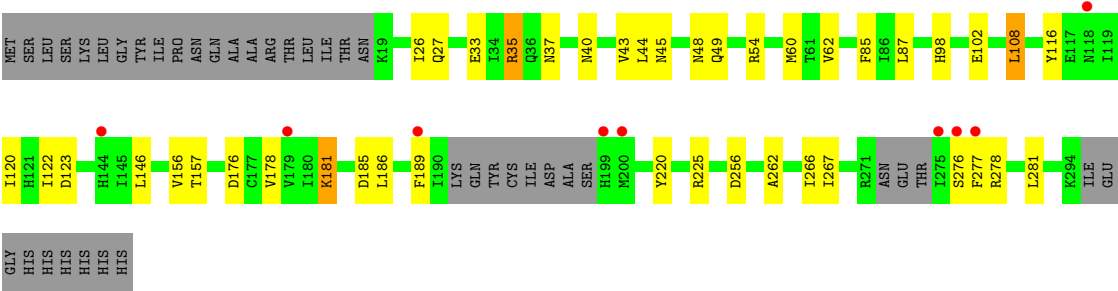 MET SER LEU SER LYS LEU GLY TYR ILE PRO ASN GLN ALA ALA ARG THR LEU ILE THR ASN K19 I26 Q27 E33 I34 R35 Q36 N37 N40 V43 L44 N45 N48 Q49 R54 M60 T61 V62 F85 I86 L87 H98 E102 L108 Y116 E117 N118 I119
I120 H121 I122 D123 H144 I145 L146 V156 T157 D176 C177 V178 V179 I180 K181 D185 L186 F189 I190 LYS GLN TYR CYS ILE ASP ALA SER H199 M200 Y220 R225 D256 A262 I266 I267 R271 ASN GLU THR I275 S276 F277 R278 L281 K294 ILE GLU
GLY HIS HIS HIS HIS HIS HIS